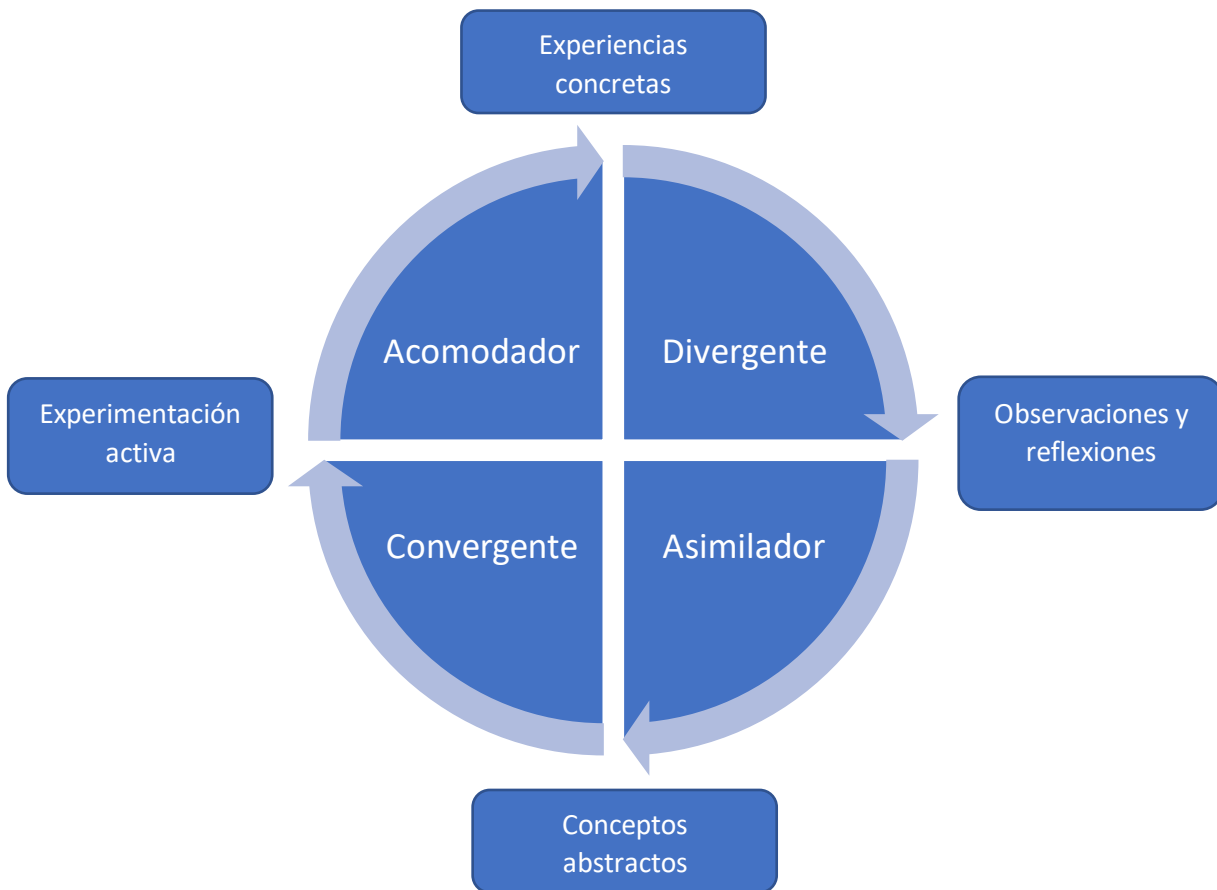 Experiencias
concretas
Acomodador
Divergente
Experimentación
activa
Observaciones y
reflexiones
Convergente
Asimilador
Conceptos
abstractos